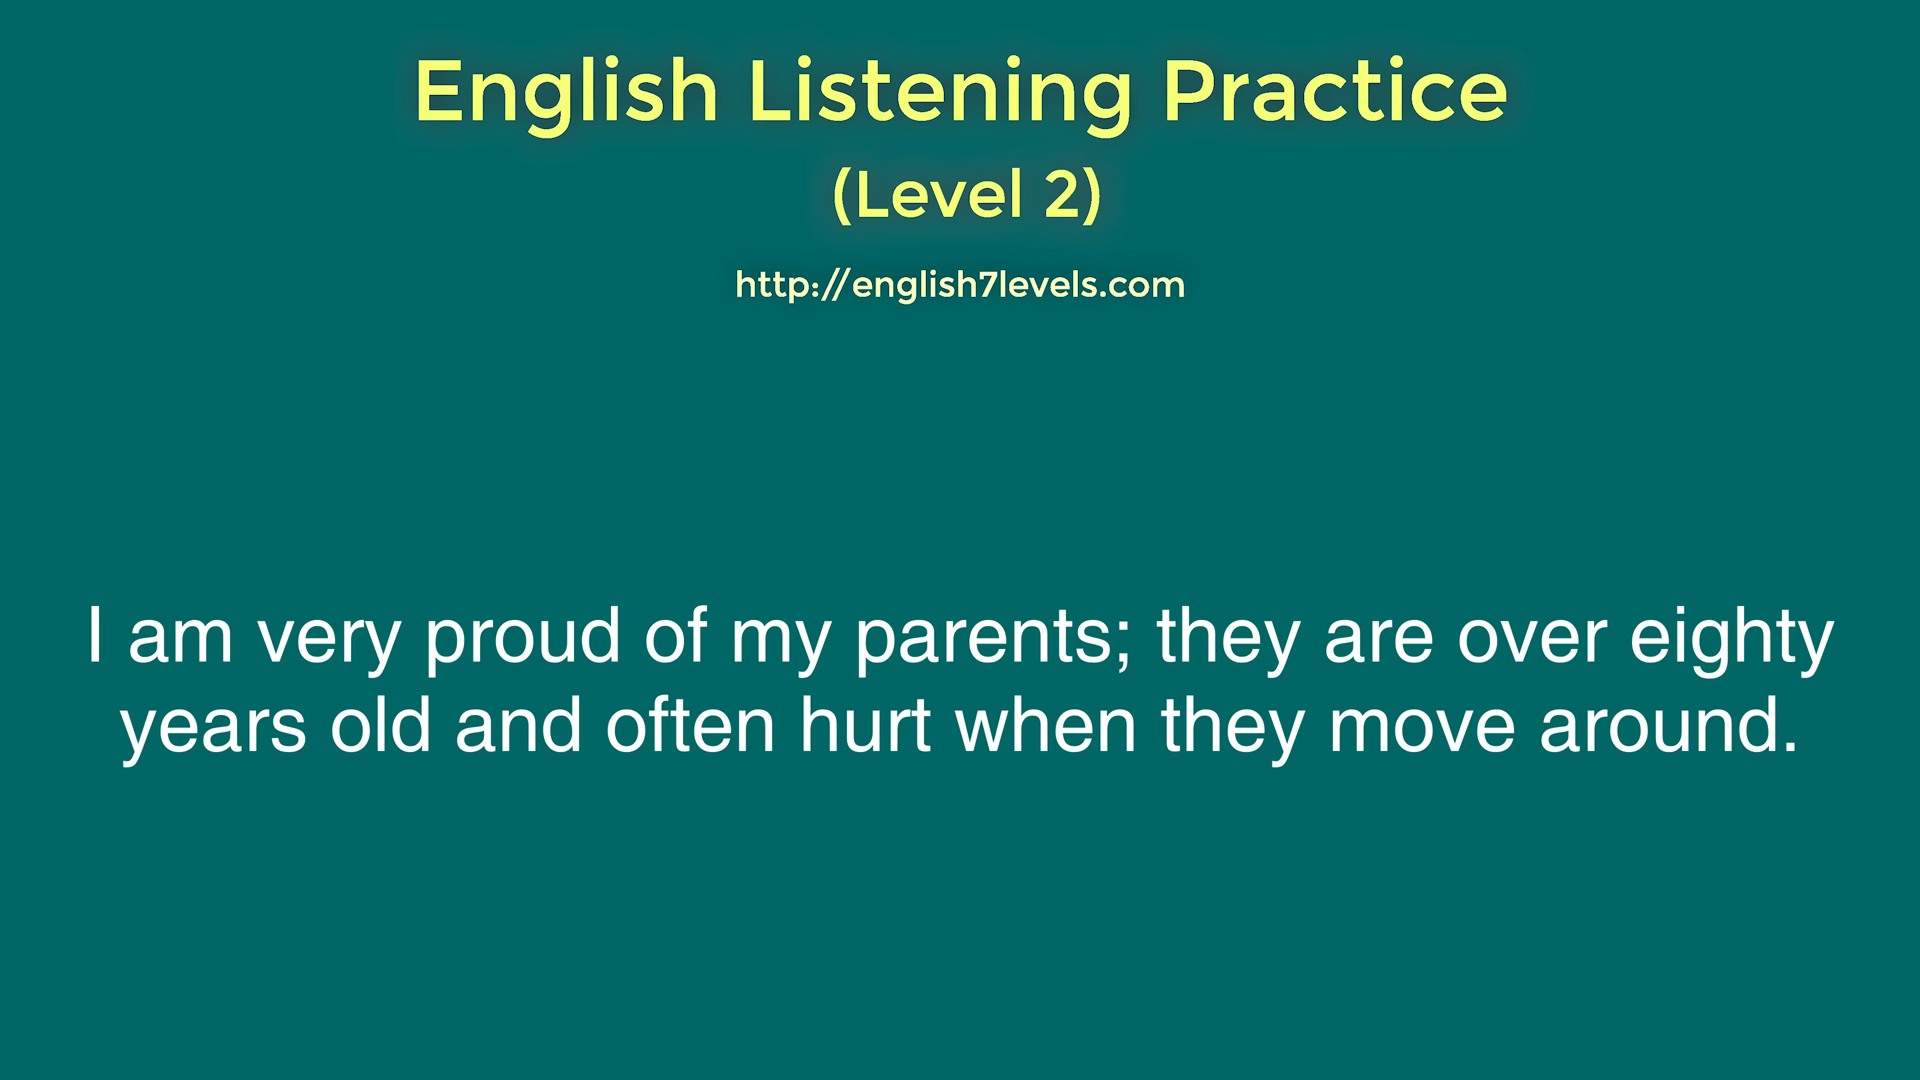 English Listening Practice
(Level 2)
http://english7levels.com
I am very proud of my parents; they are over eighty
years old and often hurt when they move around.